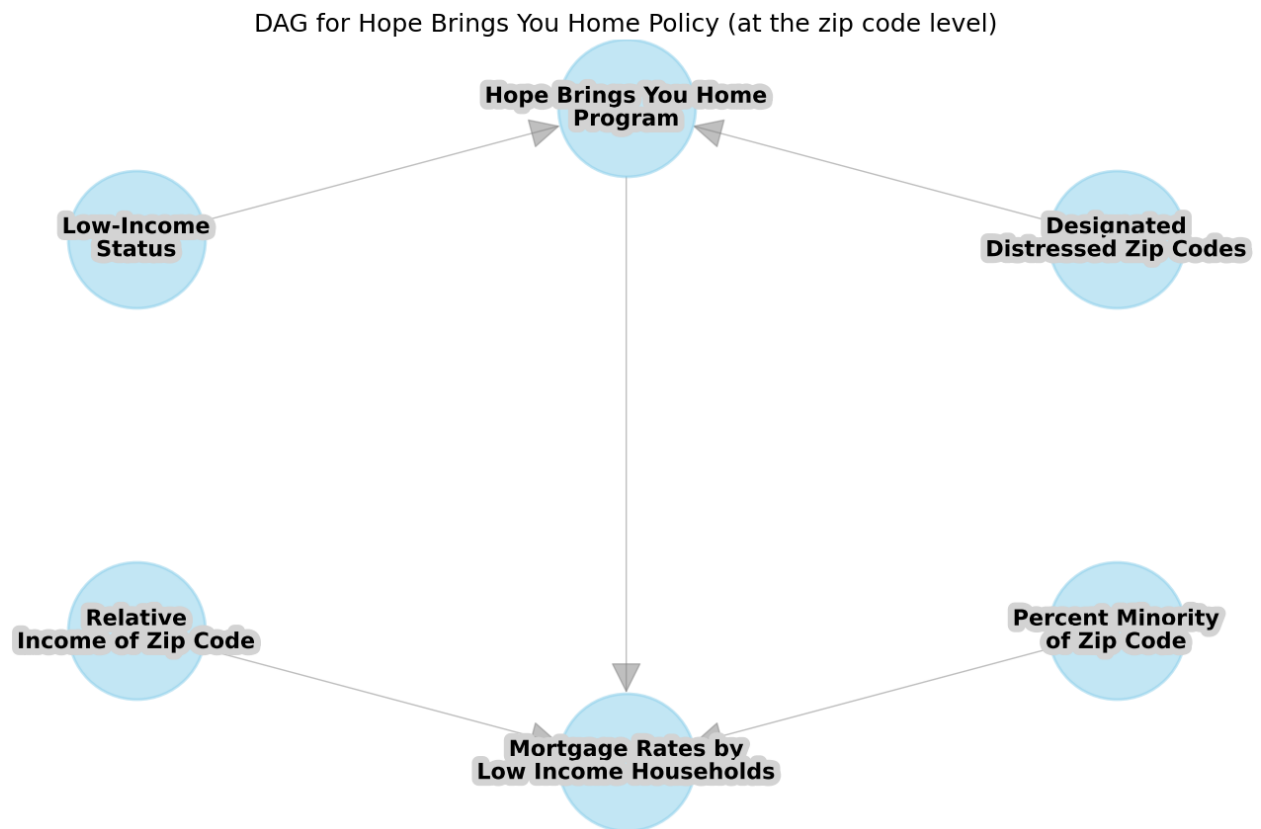 DAG for Hope Brings You Home Policy (at the zip code level)
Hope Brings You Home
Program
Low-Income
Status
Designated
Distressed Zip Codes
Relative
Income of Zip Code
Percent Minority
of Zip Code
Mortgage Rates by
Low Income Households